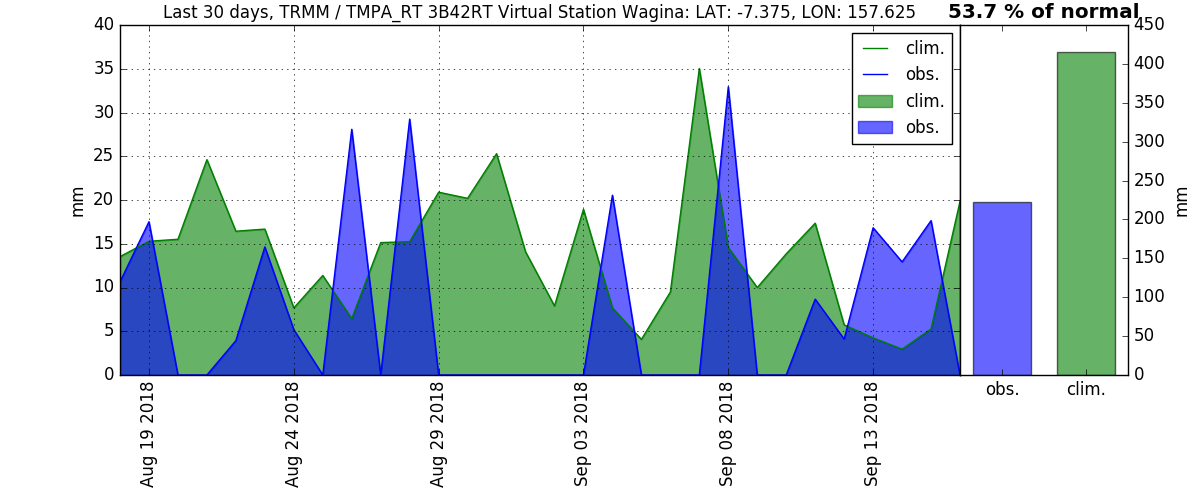 Last 30 days, TRMM / TMPA_RT 3B42RT Virtual Station Wagina: LAT: -7.375, LON: 157.625
53.7 % of normal
40
35
30
25
20
15
10
5
0
mm
clim.
obs.
clim.
obs.
Aug 19 2018
Aug 24 2018
Aug 29 2018
Sep 03 2018
Sep 08 2018
Sep 13 2018
450
400
350
300
250
200
150
100
50
0
mm
obs.
clim.